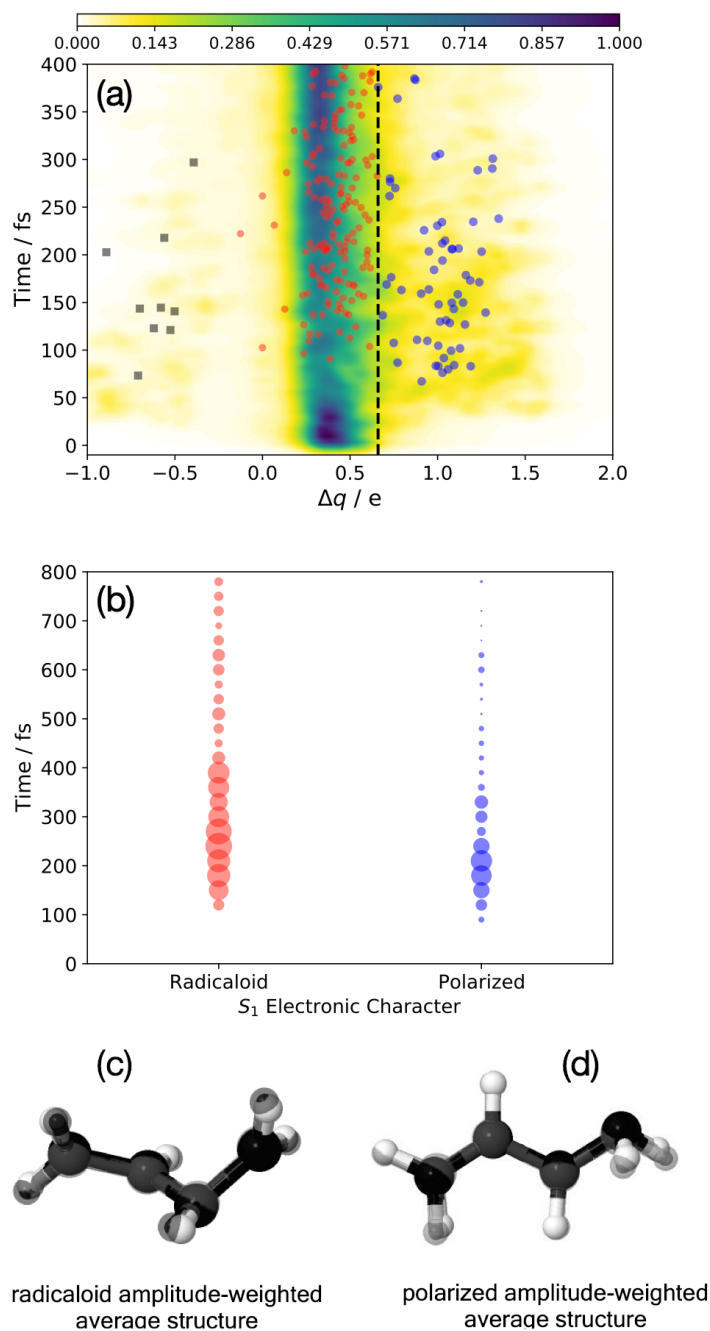 0.000 0.143 0.286 0.429 0.571 0.714 0.857 1.000
(a)
400
350
300
250
200
150
100
50
0
Time / fs
−1.0 −0.5 0.0 0.5 1.0 1.5 2.0
Δq / e
(b)
800
700
600
500
400
300
200
100
0
Time / fs
Radicaloid Polarized
S₁ Electronic Character
(c) (d)
radicaloid amplitude-weighted
average structure
polarized amplitude-weighted
average structure